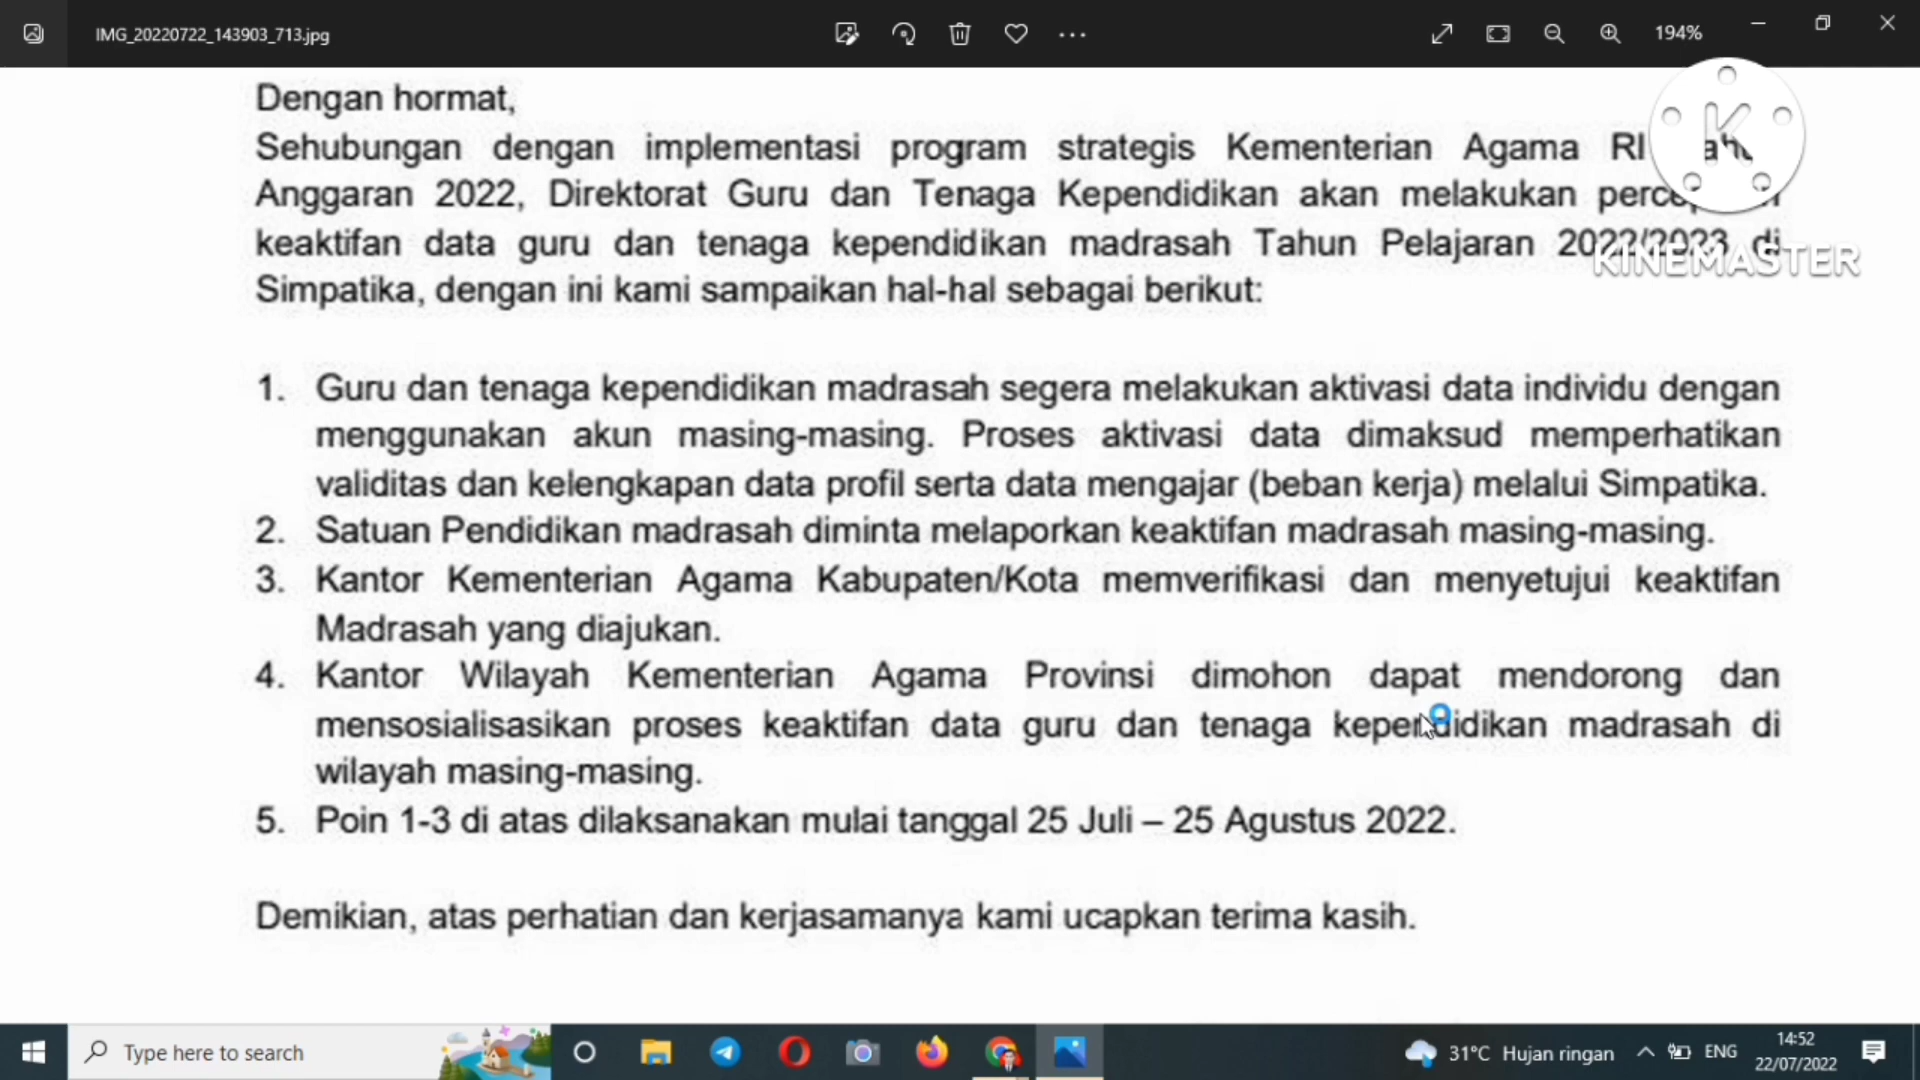 IMG_20220722_143903_713.jpg
194%
Dengan hormat,
Sehubungan dengan implementasi program strategis Kementerian Agama RI
Anggaran 2022, Direktorat Guru dan Tenaga Kependidikan akan melakukan
keaktifan data guru dan tenaga kependidikan madrasah Tahun Pelajaran 2022/2023 di
KINEMASTER
Simpatika, dengan ini kami sampaikan hal-hal sebagai berikut:
1. Guru dan tenaga kependidikan madrasah segera melakukan aktivasi data individu dengan
menggunakan akun masing-masing. Proses aktivasi data dimaksud memperhatikan
validitas dan kelengkapan data profil serta data mengajar (beban kerja) melalui Simpatika.
2. Satuan Pendidikan madrasah diminta melaporkan keaktifan madrasah masing-masing.
3. Kantor Kementerian Agama Kabupaten/Kota memverifikasi dan menyetujui keaktifan
Madrasah yang diajukan.
4. Kantor Wilayah Kementerian Agama Provinsi dimohon dapat mendorong dan
mensosialisasikan proses keaktifan data guru dan tenaga kependidikan madrasah di
wilayah masing-masing.
5. Poin 1-3 di atas dilaksanakan mulai tanggal 25 Juli – 25 Agustus 2022.
Demikian, atas perhatian dan kerjasamanya kami ucapkan terima kasih.
Type here to search
31°C Hujan ringan
ENG
14:52
22/07/2022